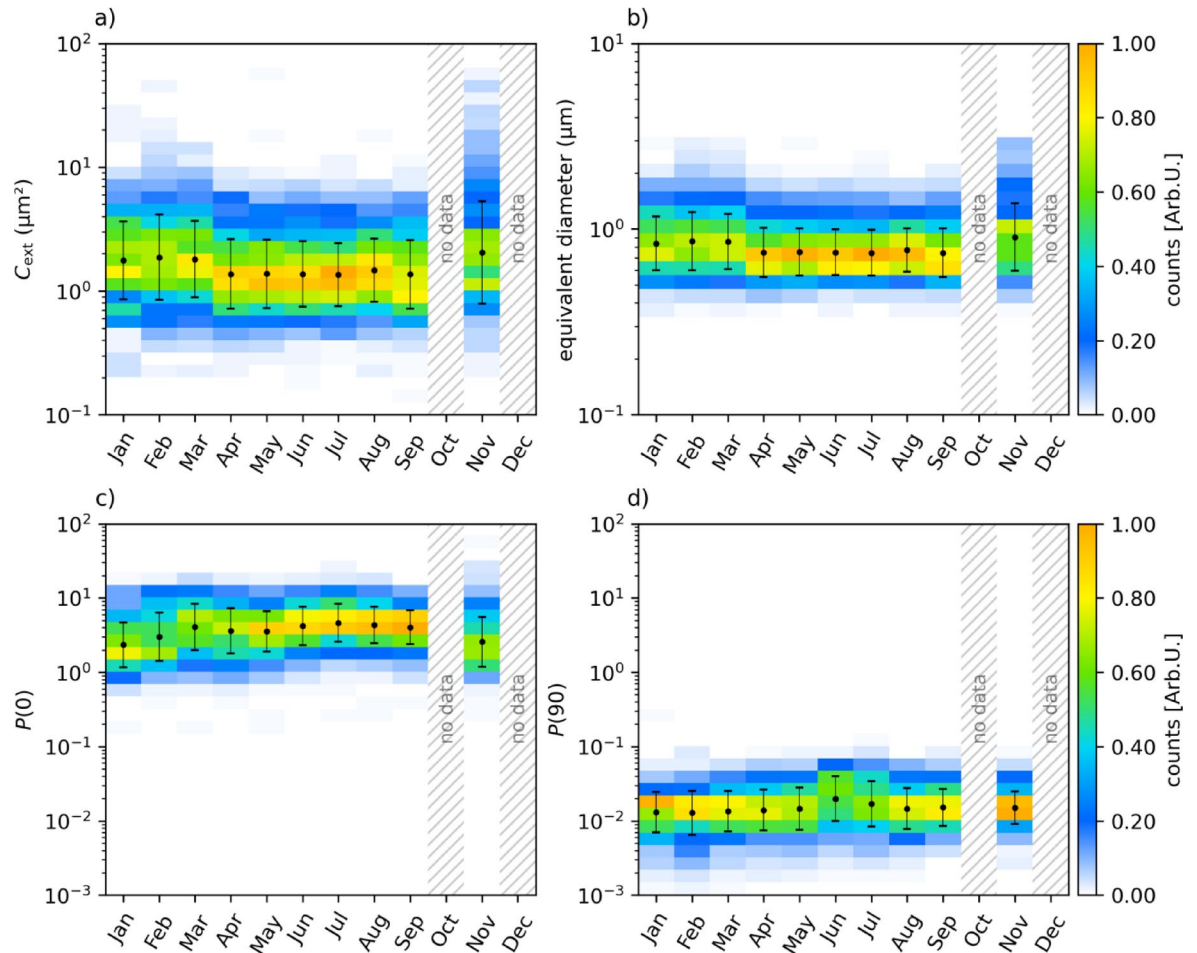 a)
b)
10²
10¹
10⁰
10⁻¹
C_ext (µm²)
no data
no data
Jan Feb Mar Apr May Jun Jul Aug Sep Oct Nov Dec
10¹
10⁰
10⁻¹
equivalent diameter (µm)
no data
no data
Jan Feb Mar Apr May Jun Jul Aug Sep Oct Nov Dec
1.00
0.80
0.60
0.40
0.20
0.00
counts [Arb.U.]
c)
d)
10²
10¹
10⁰
10⁻¹
10⁻²
10⁻³
P(0)
no data
no data
Jan Feb Mar Apr May Jun Jul Aug Sep Oct Nov Dec
10²
10¹
10⁰
10⁻¹
10⁻²
10⁻³
P(90)
no data
no data
Jan Feb Mar Apr May Jun Jul Aug Sep Oct Nov Dec
1.00
0.80
0.60
0.40
0.20
0.00
counts [Arb.U.]